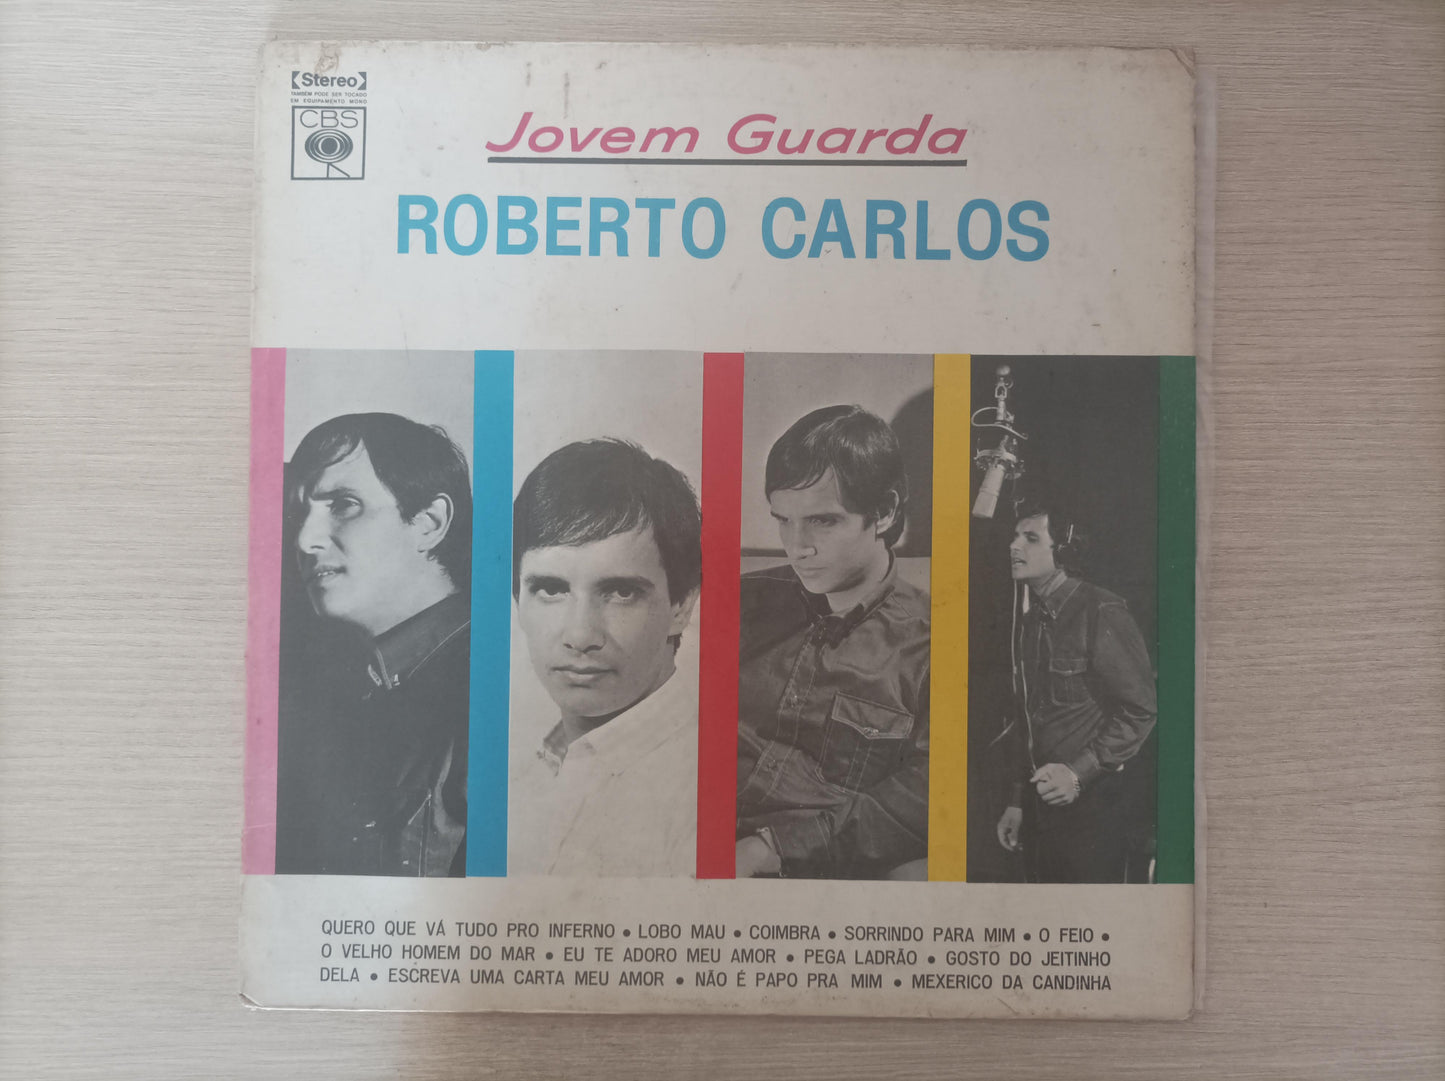 Stereo
TAMBÉM PODE SER TOCADO
EM EQUIPAMENTO MONO
CBS
Jovem Guarda
ROBERTO CARLOS
QUERO QUE VÁ TUDO PRO INFERNO • LOBO MAU • COIMBRA • SORRINDO PARA MIM • O FEIO •
O VELHO HOMEM DO MAR • EU TE ADORO MEU AMOR • PEGA LADRÃO • GOSTO DO JEITINHO
DELA • ESCREVA UMA CARTA MEU AMOR • NÃO É PAPO PRA MIM • MEXERICO DA CANDINHA